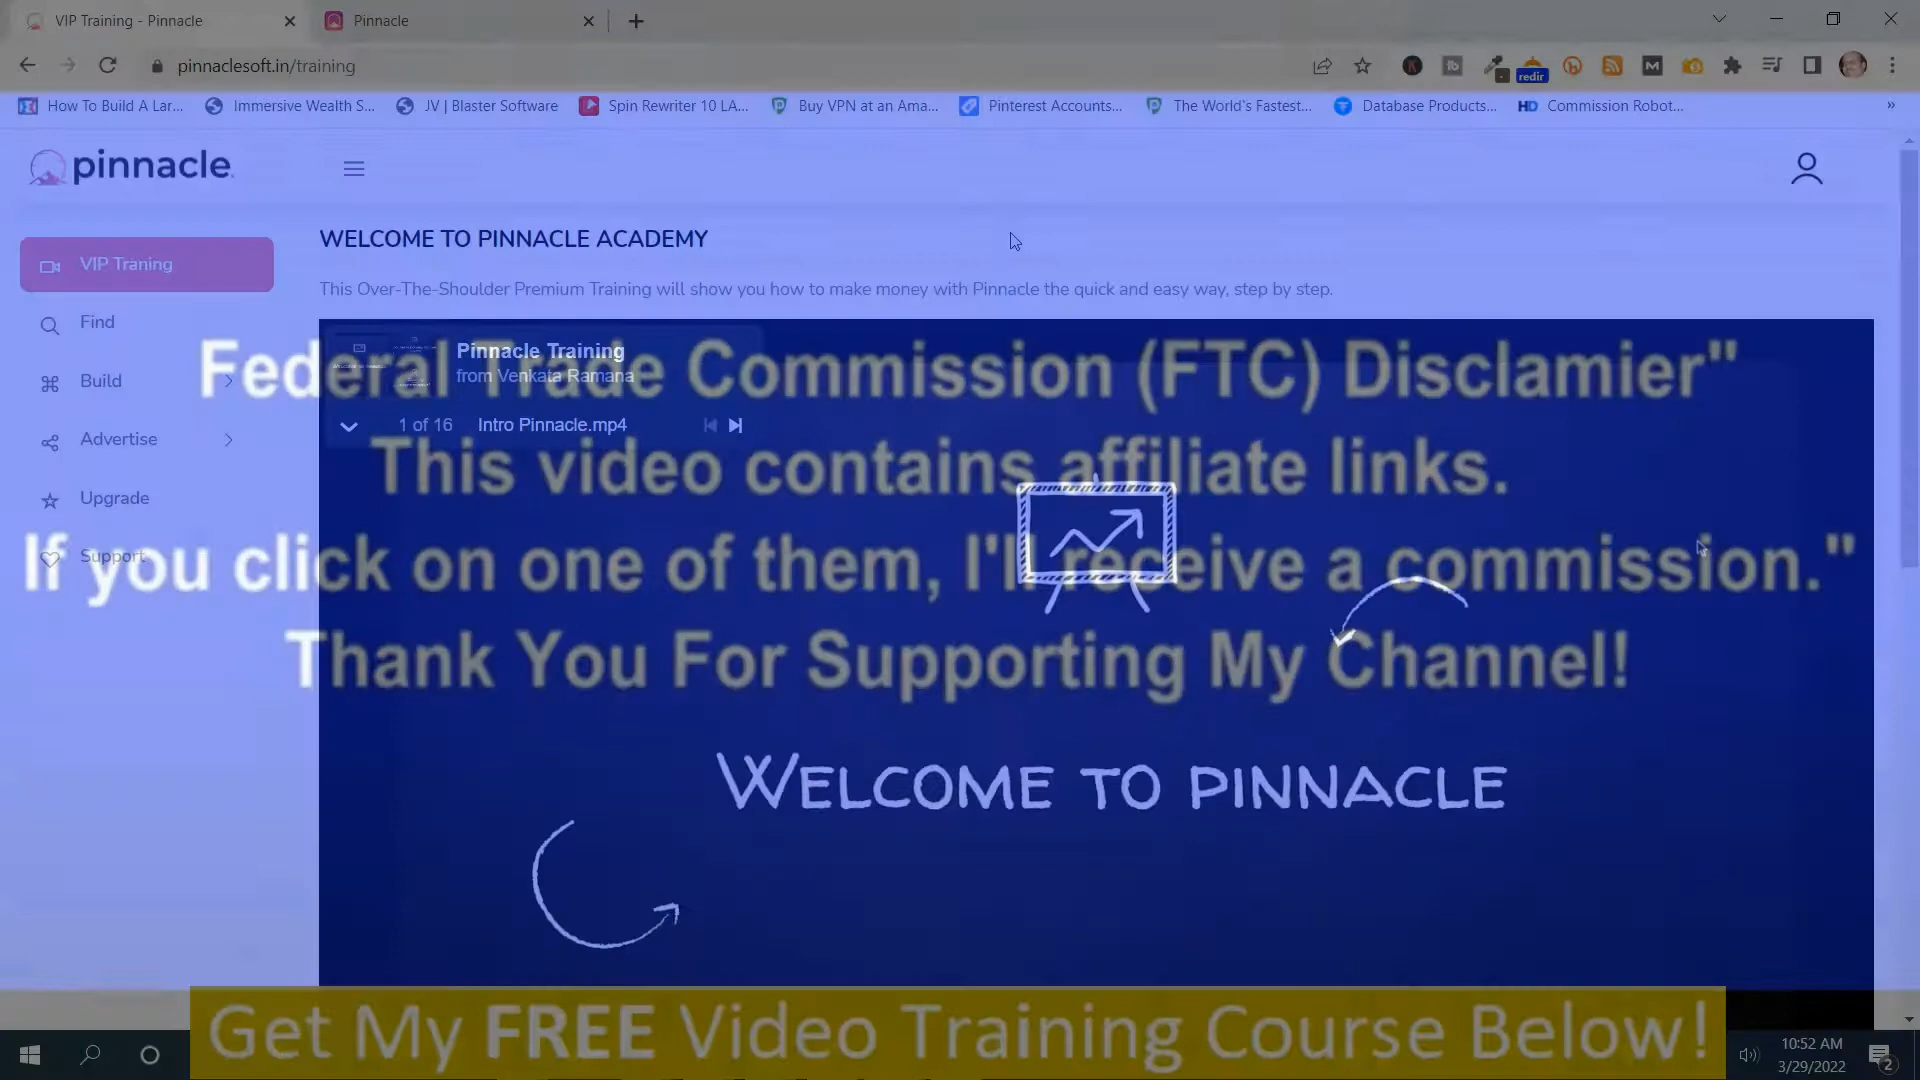 VIP Training - Pinnacle
Pinnacle
pinnaclesoft.in/training
redir
How To Build A Lar...
Immersive Wealth S...
JV | Blaster Software
Spin Rewriter 10 LA...
Buy VPN at an Ama...
Pinterest Accounts...
The World's Fastest...
Database Products...
HD
Commission Robot...
»
pinnacle.
WELCOME TO PINNACLE ACADEMY
VIP Traning
This Over-The-Shoulder Premium Training will show you how to make money with Pinnacle the quick and easy way, step by step.
Find
Build
Advertise
Upgrade
Support
Pinnacle Training
from Venkata Ramana
1 of 16 Intro Pinnacle.mp4
Federal Trade Commission (FTC) Disclamier"
This video contains affiliate links.
If you click on one of them, I'll receive a commission."
Thank You For Supporting My Channel!
WELCOME TO PINNACLE
Get My FREE Video Training Course Below!
10:52 AM
3/29/2022
2